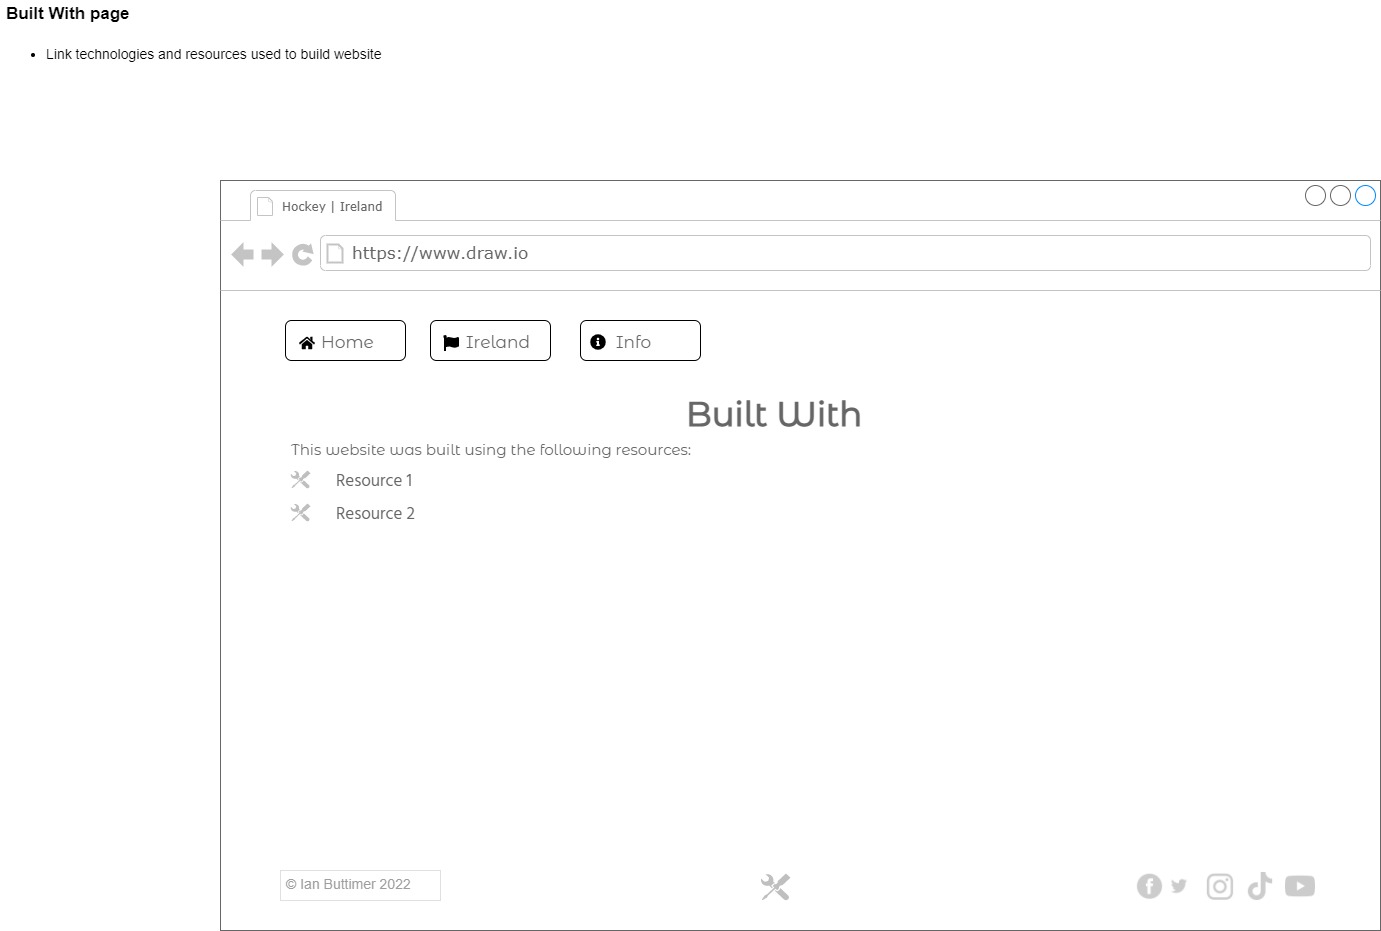 Built With page
Link technologies and resources used to build website
Hockey | Ireland
https://www.draw.io
Home
Ireland
Info
Built With
This website was built using the following resources:
Resource 1
Resource 2
© Ian Buttimer 2022